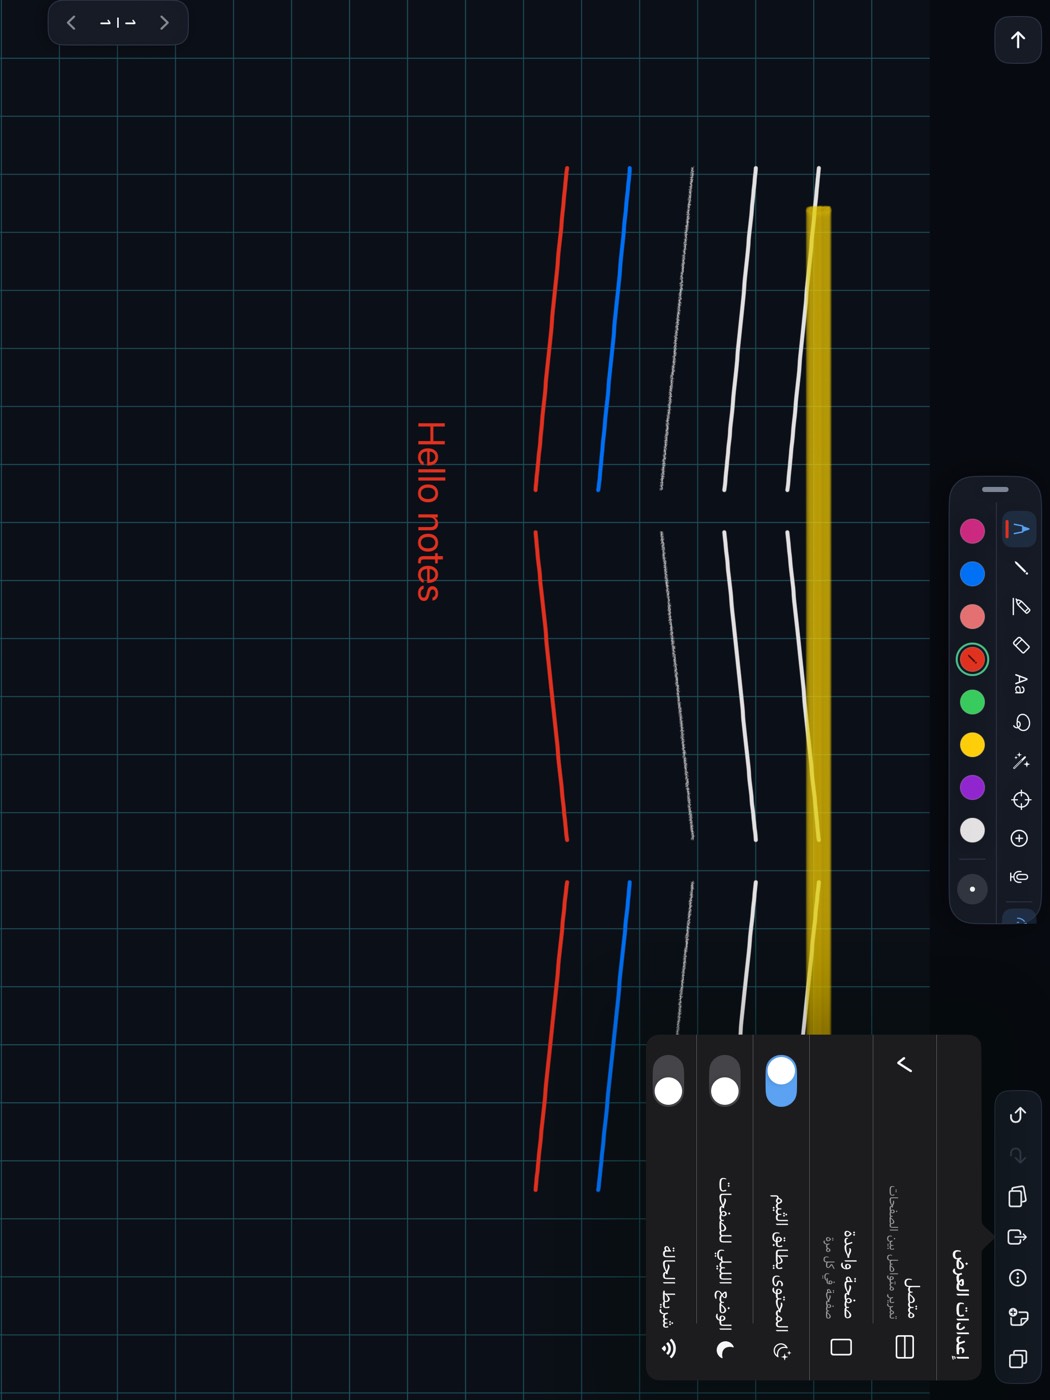 Aa
إعدادات العرض
متصل
تمرير متواصل بين الصفحات
صفحة واحدة
صفحة في كل مرة
المحتوى يطابق الثيم
الوضع الليلي للصفحات
شريط الحالة
Hello notes
1
1